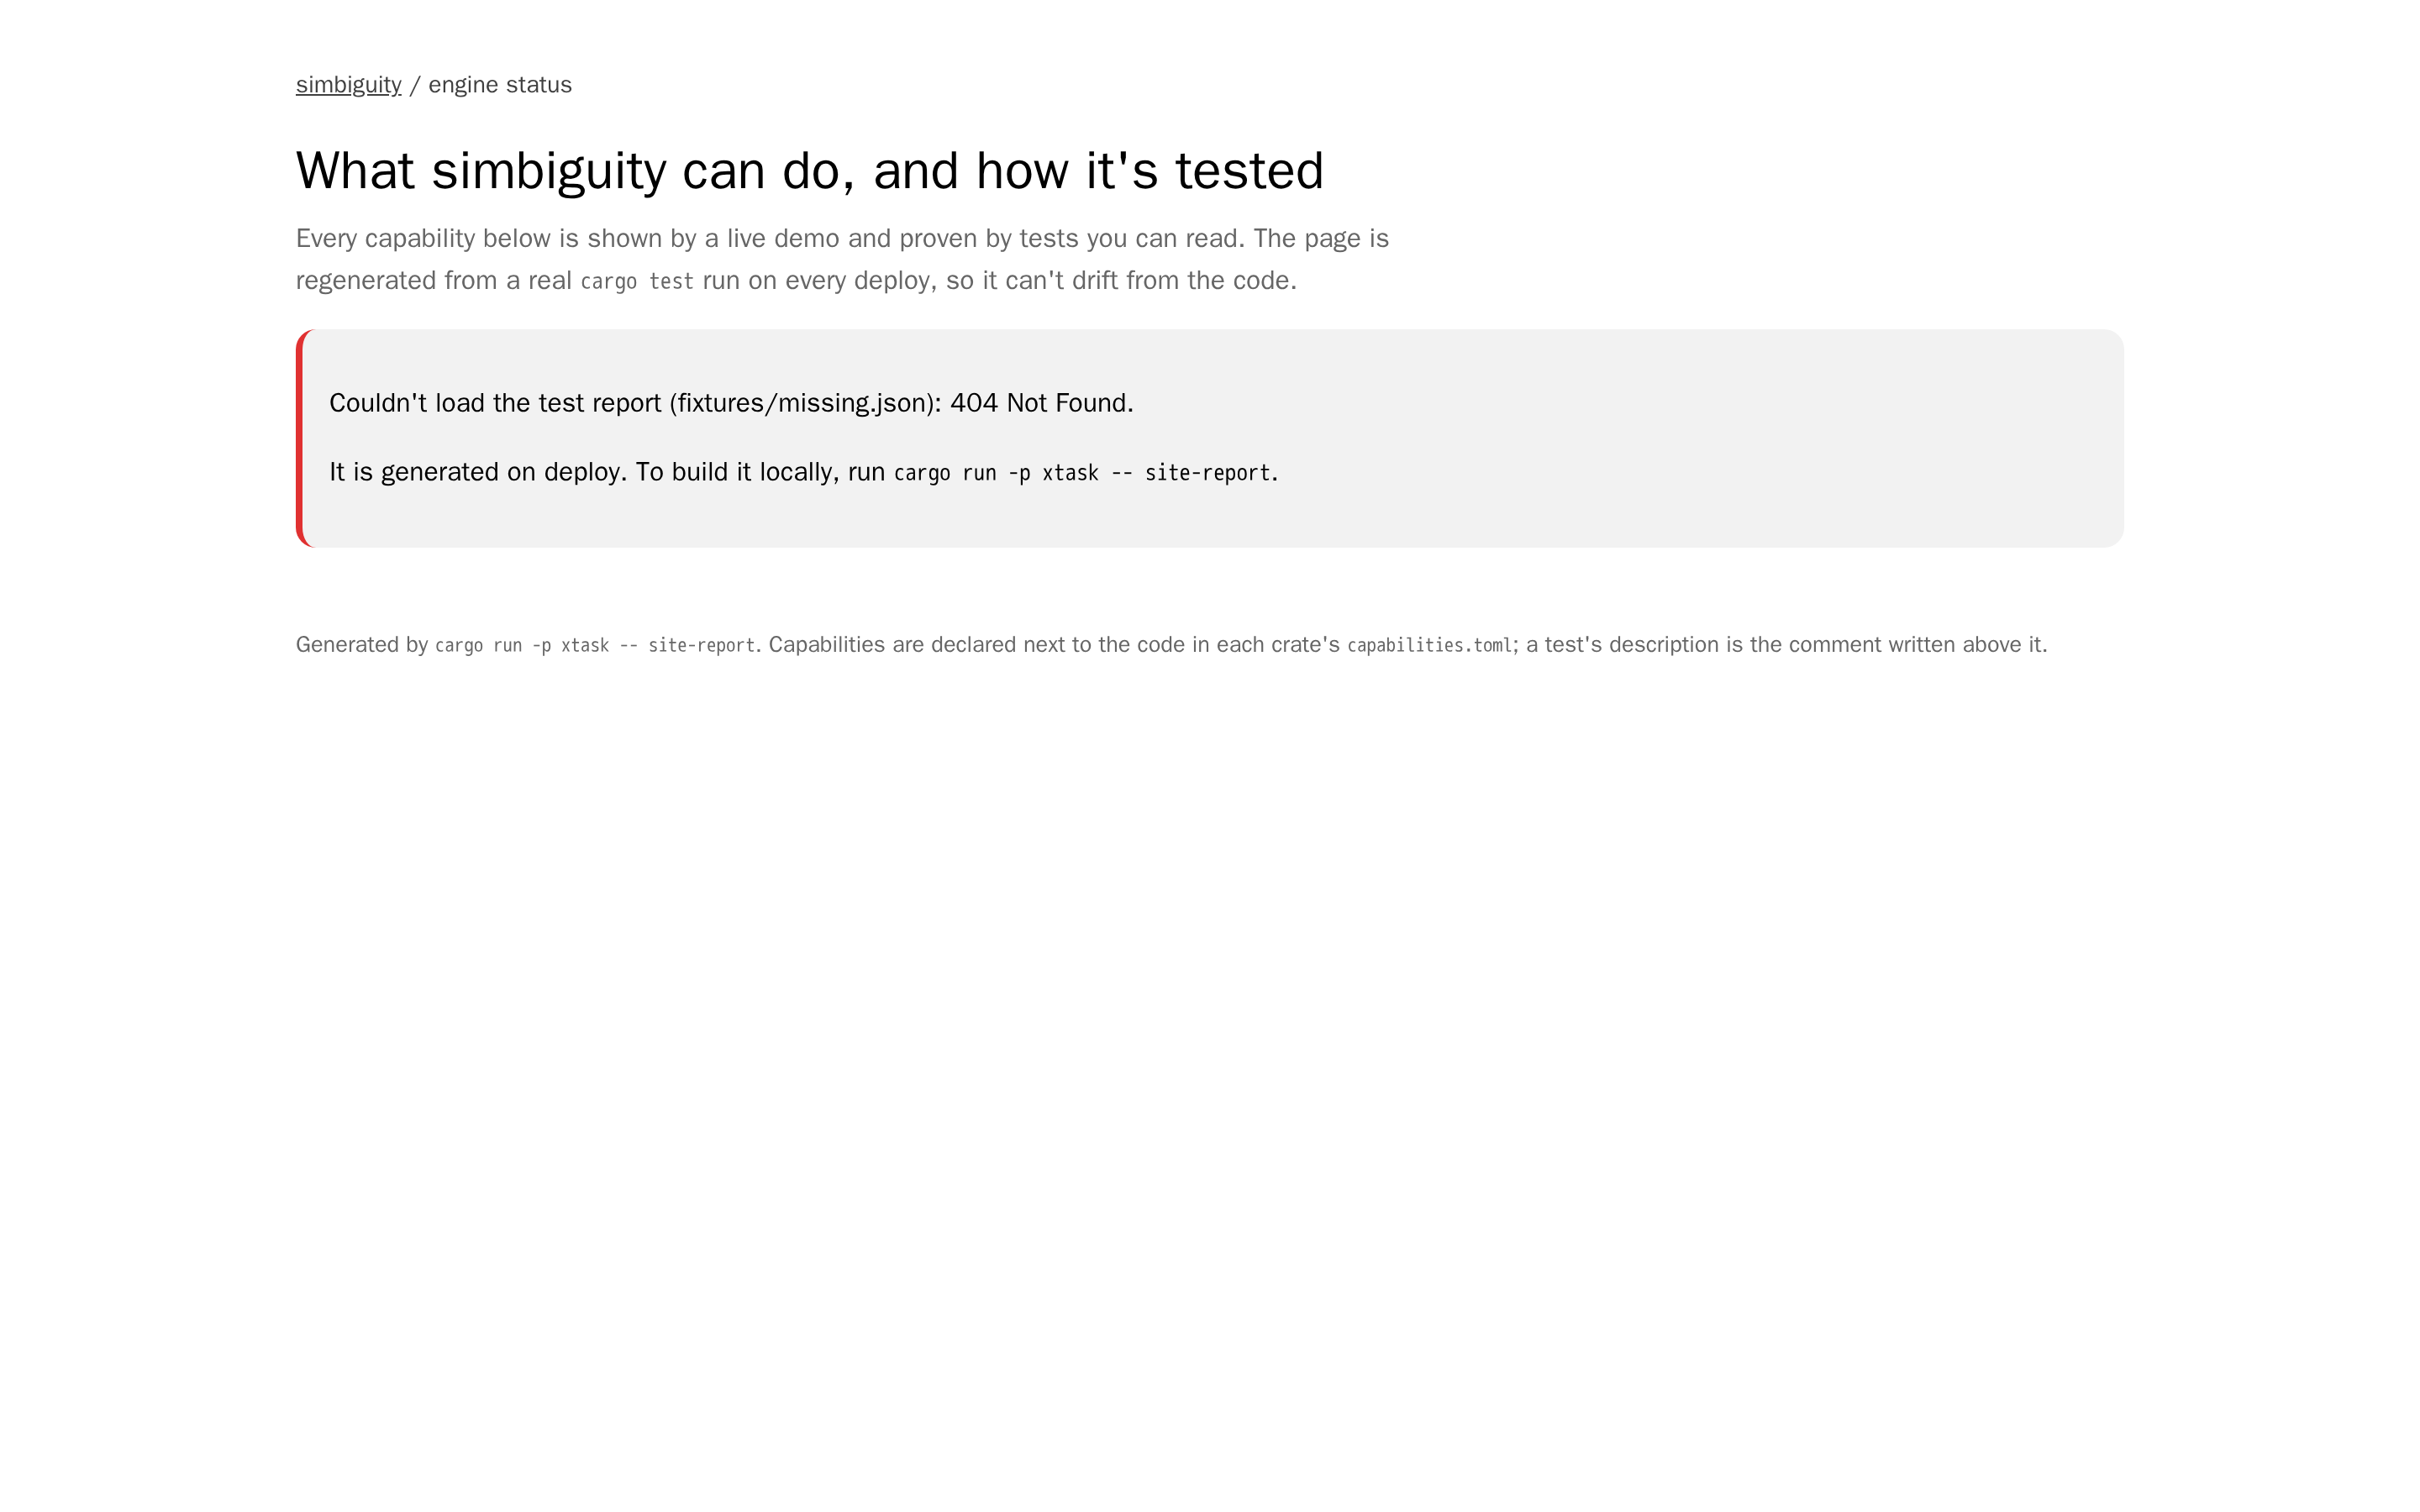 simbiguity / engine status
What simbiguity can do, and how it's tested
Every capability below is shown by a live demo and proven by tests you can read. The page is
regenerated from a real cargo test run on every deploy, so it can't drift from the code.
Couldn't load the test report (fixtures/missing.json): 404 Not Found.
It is generated on deploy. To build it locally, run cargo run -p xtask -- site-report.
Generated by cargo run -p xtask -- site-report. Capabilities are declared next to the code in each crate's capabilities.toml; a test's description is the comment written above it.